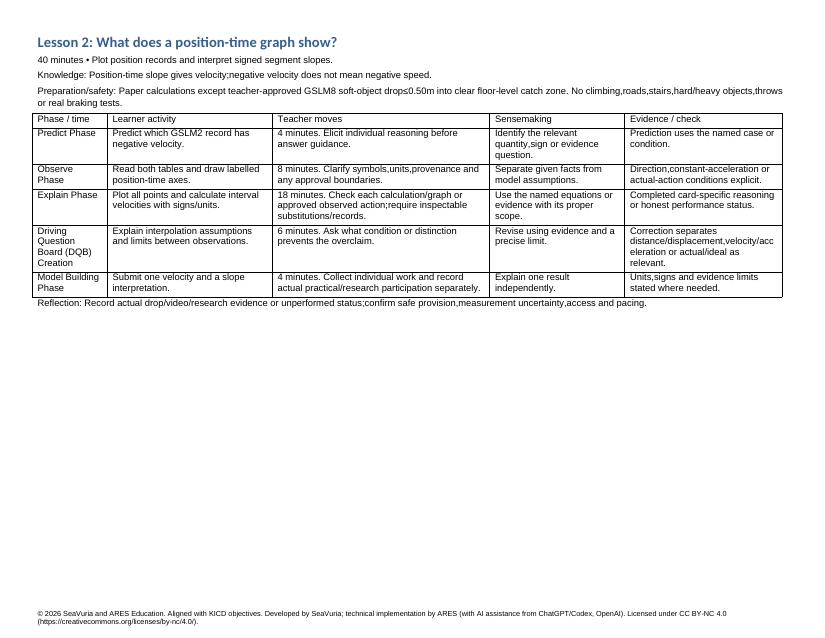 Lesson 2: What does a position-time graph show?
40 minutes • Plot position records and interpret signed segment slopes.
Knowledge: Position-time slope gives velocity;negative velocity does not mean negative speed.
Preparation/safety: Paper calculations except teacher-approved GSLM8 soft-object drops≤0.50m into clear floor-level catch zone. No climbing,roads,stairs,hard/heavy objects,throws
or real braking tests.
Phase / time
Learner activity
Teacher moves
Sensemaking
Evidence / check
Predict Phase
Predict which GSLM2 record has
negative velocity.
4 minutes. Elicit individual reasoning before
answer guidance.
Identify the relevant
quantity,sign or evidence
question.
Prediction uses the named case or
condition.
Observe
Phase
Read both tables and draw labelled
position-time axes.
8 minutes. Clarify symbols,units,provenance and
any approval boundaries.
Separate given facts from
model assumptions.
Direction,constant-acceleration or
actual-action conditions explicit.
Explain Phase
Plot all points and calculate interval
velocities with signs/units.
18 minutes. Check each calculation/graph or
approved observed action;require inspectable
substitutions/records.
Use the named equations or
evidence with its proper
scope.
Completed card-specific reasoning
or honest performance status.
Driving
Question
Board (DQB)
Creation
Explain interpolation assumptions
and limits between observations.
6 minutes. Ask what condition or distinction
prevents the overclaim.
Revise using evidence and a
precise limit.
Correction separates
distance/displacement,velocity/acc
eleration or actual/ideal as
relevant.
Model Building
Phase
Submit one velocity and a slope
interpretation.
4 minutes. Collect individual work and record
actual practical/research participation separately.
Explain one result
independently.
Units,signs and evidence limits
stated where needed.
Reflection: Record actual drop/video/research evidence or unperformed status;confirm safe provision,measurement uncertainty,access and pacing.
© 2026 SeaVuria and ARES Education. Aligned with KICD objectives. Developed by SeaVuria; technical implementation by ARES (with AI assistance from ChatGPT/Codex, OpenAI). Licensed under CC BY-NC 4.0
(https://creativecommons.org/licenses/by-nc/4.0/).